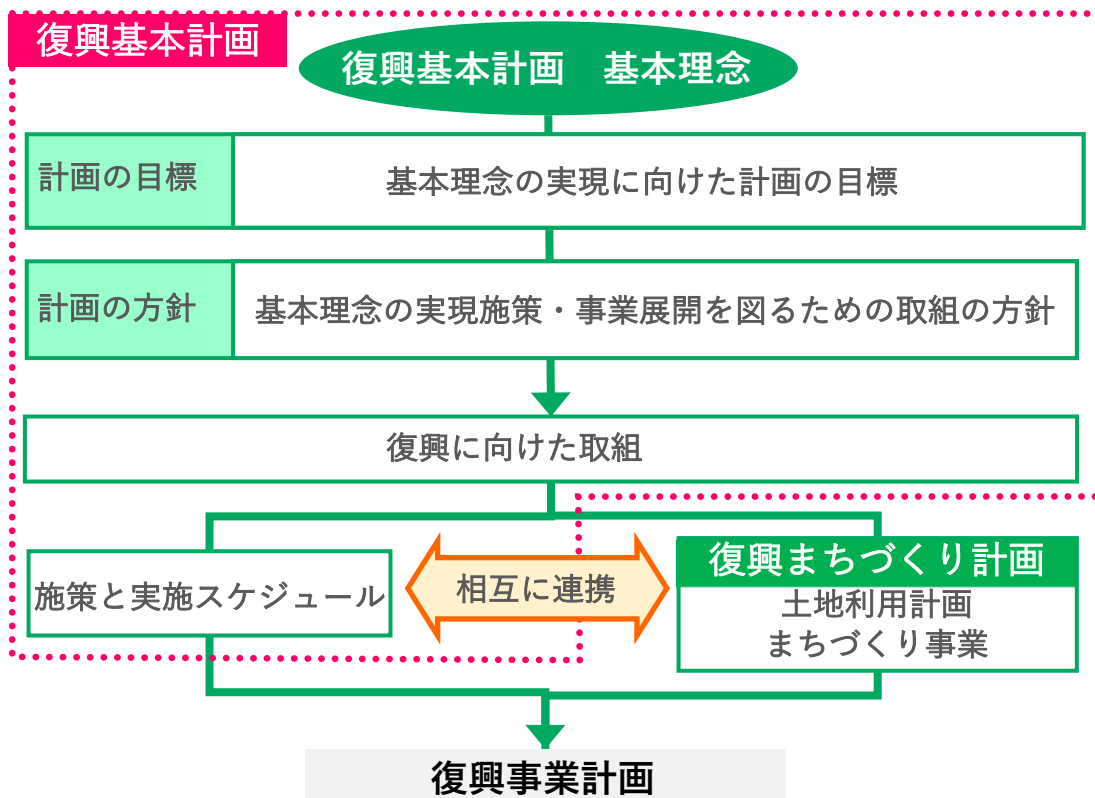 復興基本計画
復興基本計画　基本理念
計画の目標
基本理念の実現に向けた計画の目標
計画の方針
基本理念の実現施策・事業展開を図るための取組の方針
復興に向けた取組
施策と実施スケジュール
相互に連携
復興まちづくり計画
土地利用計画
まちづくり事業
復興事業計画